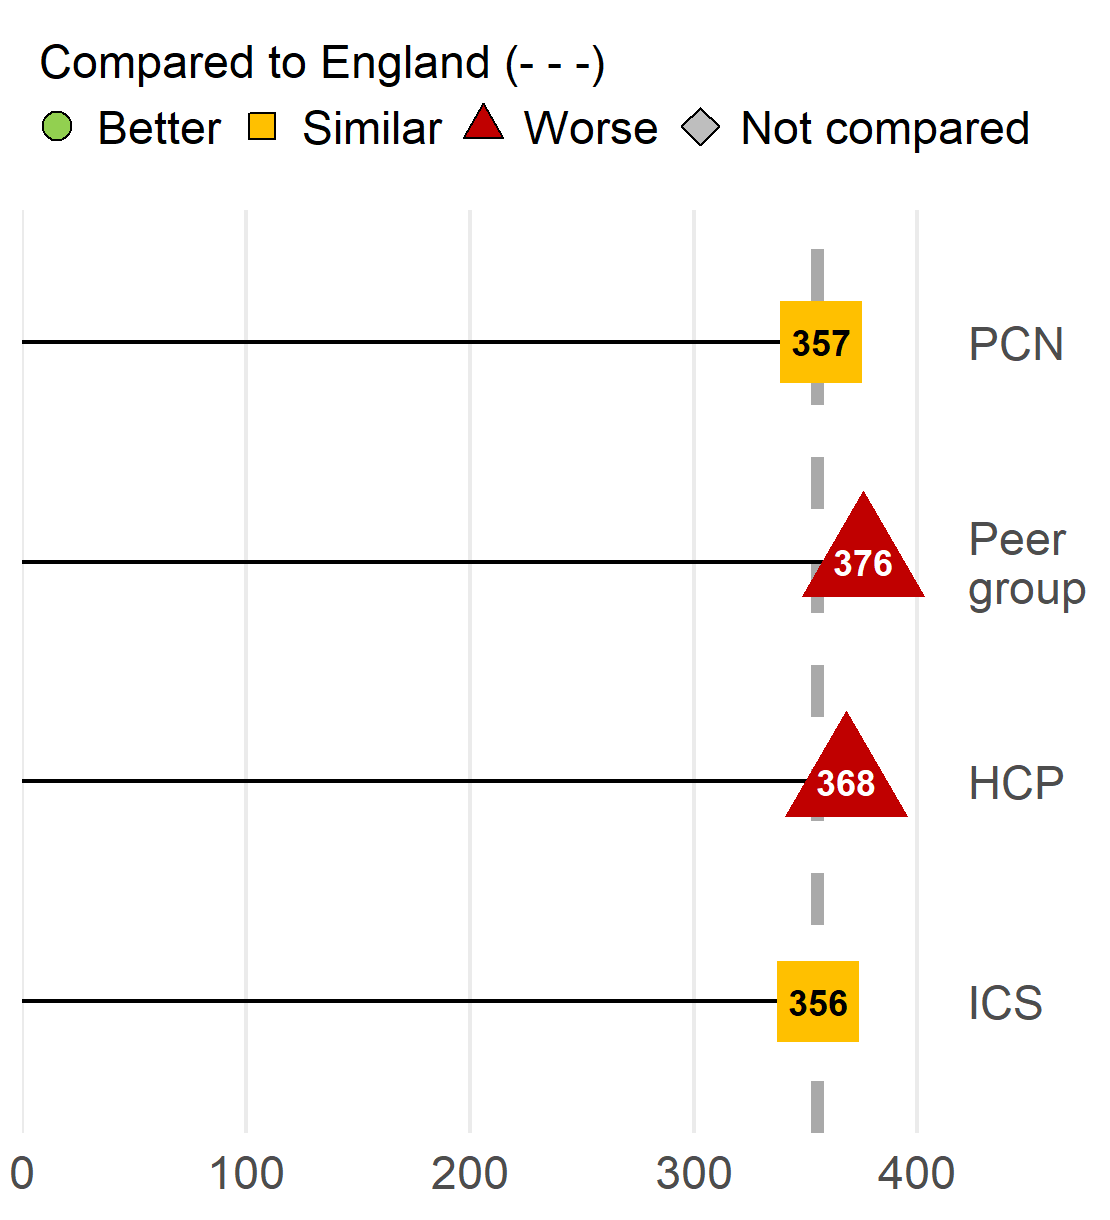 Compared to England (- - -)
Better Similar Worse Not compared
357 PCN
376 Peer
group
368 HCP
356 ICS
0 100 200 300 400